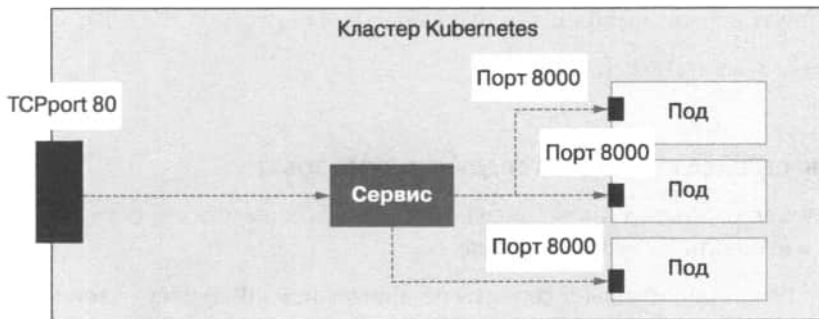 Кластер Kubernetes
TCPport 80
Порт 8000
Под
Порт 8000
Сервис
Под
Порт 8000
Под